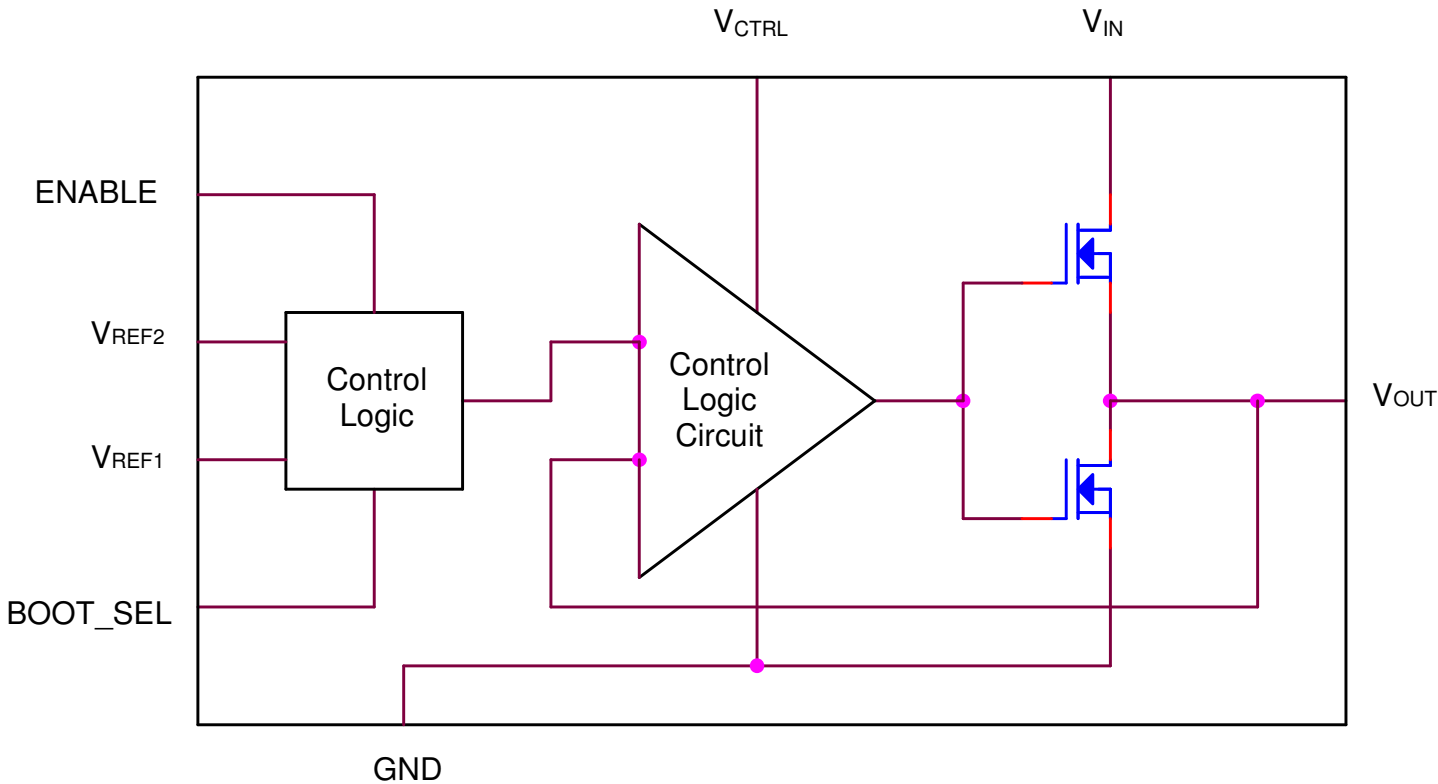 VCTRL
VIN
ENABLE
VREF2
Control
Logic
Control
Logic
Circuit
VOUT
VREF1
BOOT_SEL
GND